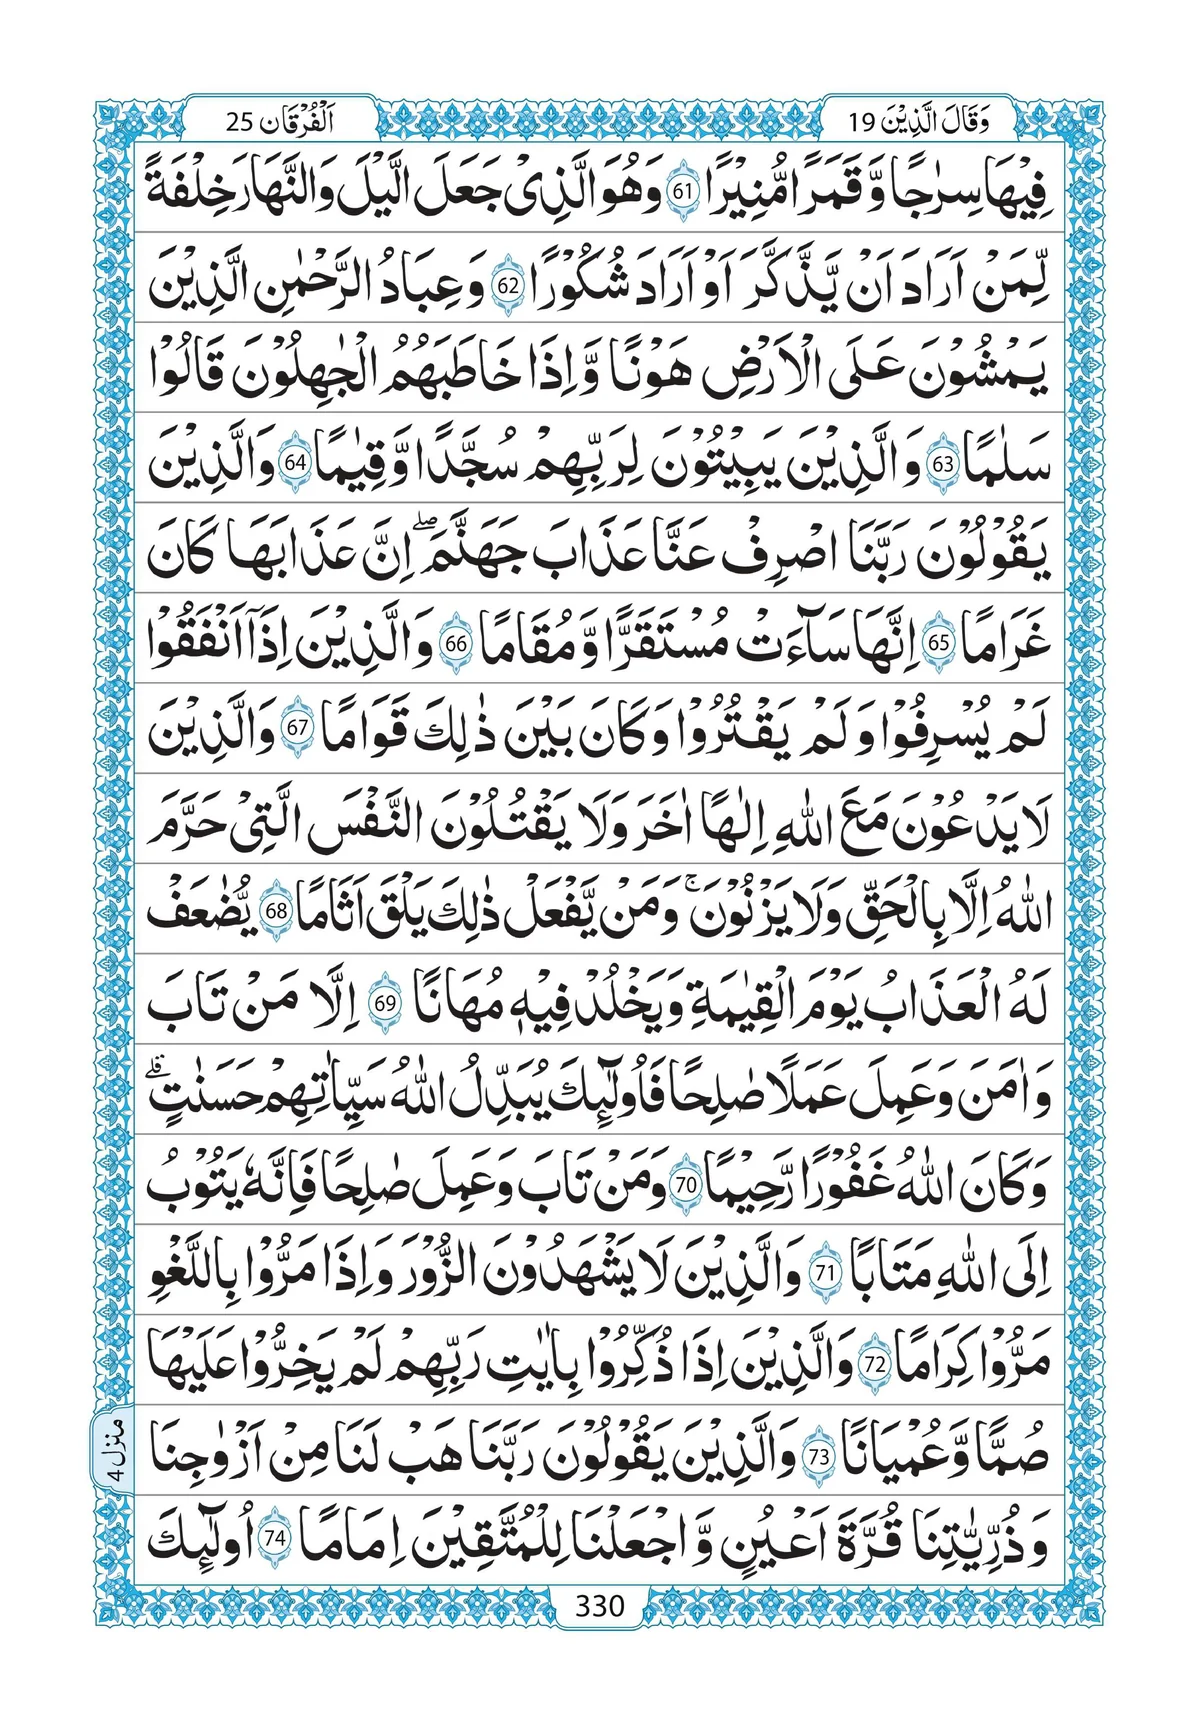 وَقَالَ الَّذِيْنَ 19
اَلْفُرْقَان 25
فِيْهَا سِرٰجًا وَّ قَمَرًا مُّنِيْرًا 61 وَهُوَ الَّذِىْ جَعَلَ الَّيْلَ وَالنَّهَارَ خِلْفَةً
لِّمَنْ اَرَادَ اَنْ يَّذَّكَّرَ اَوْ اَرَادَ شُكُوْرًا 62 وَعِبَادُ الرَّحْمٰنِ الَّذِيْنَ
يَمْشُوْنَ عَلَى الْاَرْضِ هَوْنًا وَّ اِذَا خَاطَبَهُمُ الْجٰهِلُوْنَ قَالُوْا
سَلٰمًا 63 وَالَّذِيْنَ يَبِيْتُوْنَ لِرَبِّهِمْ سُجَّدًا وَّ قِيٰمًا 64 وَالَّذِيْنَ
يَقُوْلُوْنَ رَبَّنَا اصْرِفْ عَنَّا عَذَابَ جَهَنَّمَ ۖ اِنَّ عَذَابَهَا كَانَ
غَرَامًا 65 اِنَّهَا سَآءَتْ مُسْتَقَرًّا وَّ مُقَامًا 66 وَالَّذِيْنَ اِذَآ اَنْفَقُوْا
لَمْ يُسْرِفُوْا وَ لَمْ يَقْتُرُوْا وَ كَانَ بَيْنَ ذٰلِكَ قَوَامًا 67 وَالَّذِيْنَ
لَا يَدْعُوْنَ مَعَ اللّٰهِ اِلٰهًا اٰخَرَ وَلَا يَقْتُلُوْنَ النَّفْسَ الَّتِىْ حَرَّمَ
اللّٰهُ اِلَّا بِالْحَقِّ وَلَا يَزْنُوْنَ ۚ وَمَنْ يَّفْعَلْ ذٰلِكَ يَلْقَ اَثَامًا 68 يُّضٰعَفْ
لَهُ الْعَذَابُ يَوْمَ الْقِيٰمَةِ وَيَخْلُدْ فِيْهٖ مُهَانًا 69 اِلَّا مَنْ تَابَ
وَاٰمَنَ وَعَمِلَ عَمَلًا صٰلِحًا فَاُولٰٓئِكَ يُبَدِّلُ اللّٰهُ سَيِّاٰتِهِمْ حَسَنٰتٍ ؕ
وَكَانَ اللّٰهُ غَفُوْرًا رَّحِيْمًا 70 وَمَنْ تَابَ وَعَمِلَ صٰلِحًا فَاِنَّهٗ يَتُوْبُ
اِلَى اللّٰهِ مَتَابًا 71 وَالَّذِيْنَ لَا يَشْهَدُوْنَ الزُّوْرَ وَاِذَا مَرُّوْا بِاللَّغْوِ
مَرُّوْا كِرَامًا 72 وَالَّذِيْنَ اِذَا ذُكِّرُوْا بِاٰيٰتِ رَبِّهِمْ لَمْ يَخِرُّوْا عَلَيْهَا
صُمًّا وَّعُمْيَانًا 73 وَالَّذِيْنَ يَقُوْلُوْنَ رَبَّنَا هَبْ لَنَا مِنْ اَزْوٰجِنَا
وَ ذُرِّيّٰتِنَا قُرَّةَ اَعْيُنٍ وَّ اجْعَلْنَا لِلْمُتَّقِيْنَ اِمَامًا 74 اُولٰٓئِكَ
منزل 4
330